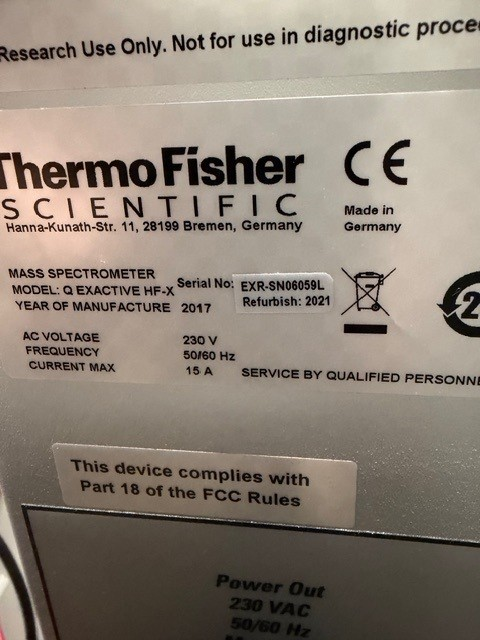 Research Use Only. Not for use in diagnostic
ThermoFisher
SCIENTIFIC
Hanna-Kunath-Str. 11, 28199 Bremen, Germany
CE
Made in
Germany
MASS SPECTROMETER
MODEL: Q EXACTIVE HF-X Serial No: EXR-SN06059L
YEAR OF MANUFACTURE 2017 Refurbish: 2021
AC VOLTAGE 230 V
FREQUENCY 50/60 Hz
CURRENT MAX 15 A
SERVICE BY QUALIFIED
2
This device complies with
Part 18 of the FCC Rules
Power Out
230 VAC
50/60 Hz